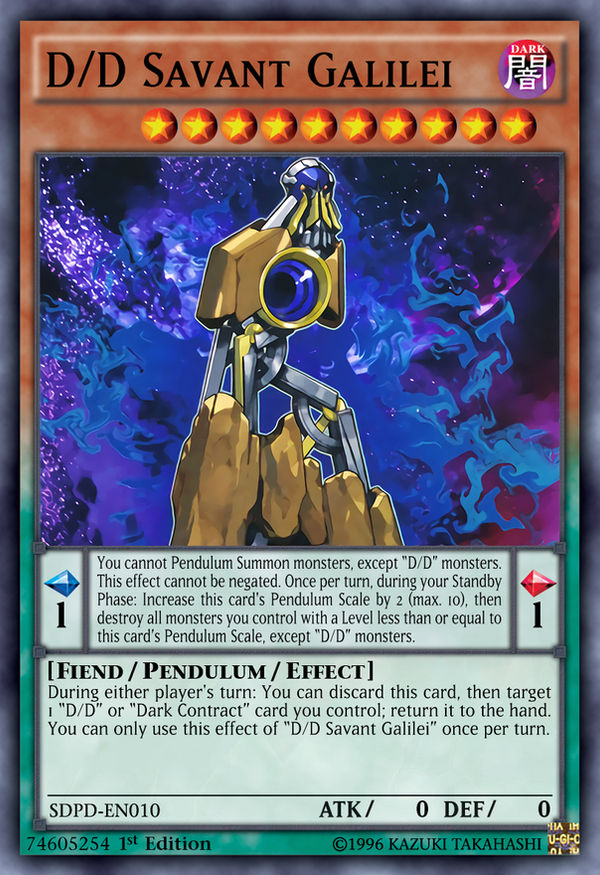 D/D Savant Galilei
DARK
闇
You cannot Pendulum Summon monsters, except "D/D" monsters.
This effect cannot be negated. Once per turn, during your Standby
Phase: Increase this card's Pendulum Scale by 2 (max. 10), then
destroy all monsters you control with a Level less than or equal to
this card's Pendulum Scale, except "D/D" monsters.
1
1
[Fiend / Pendulum / Effect]
During either player's turn: You can discard this card, then target
1 "D/D" or "Dark Contract" card you control; return it to the hand.
You can only use this effect of "D/D Savant Galilei" once per turn.
SDPD-EN010
ATK/ 0 DEF/ 0
74605254 1st Edition
©1996 KAZUKI TAKAHASHI